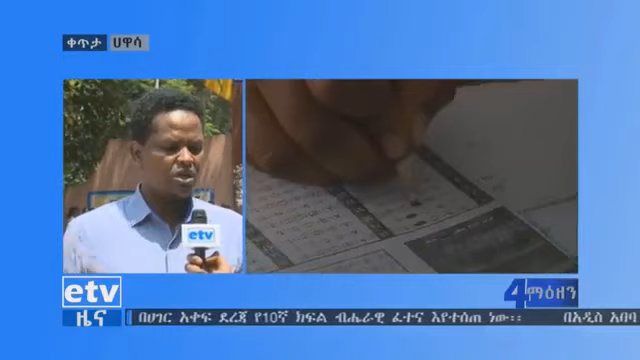 ቀጥታ ሀዋሳ
etv
etv
4 ማዕዘን
ዜና በሀገር አቀፍ ደረጃ የ10ኛ ክፍል ብሔራዊ ፈተና እየተሰጠ ነው፡፡ በአዲስ አበባ